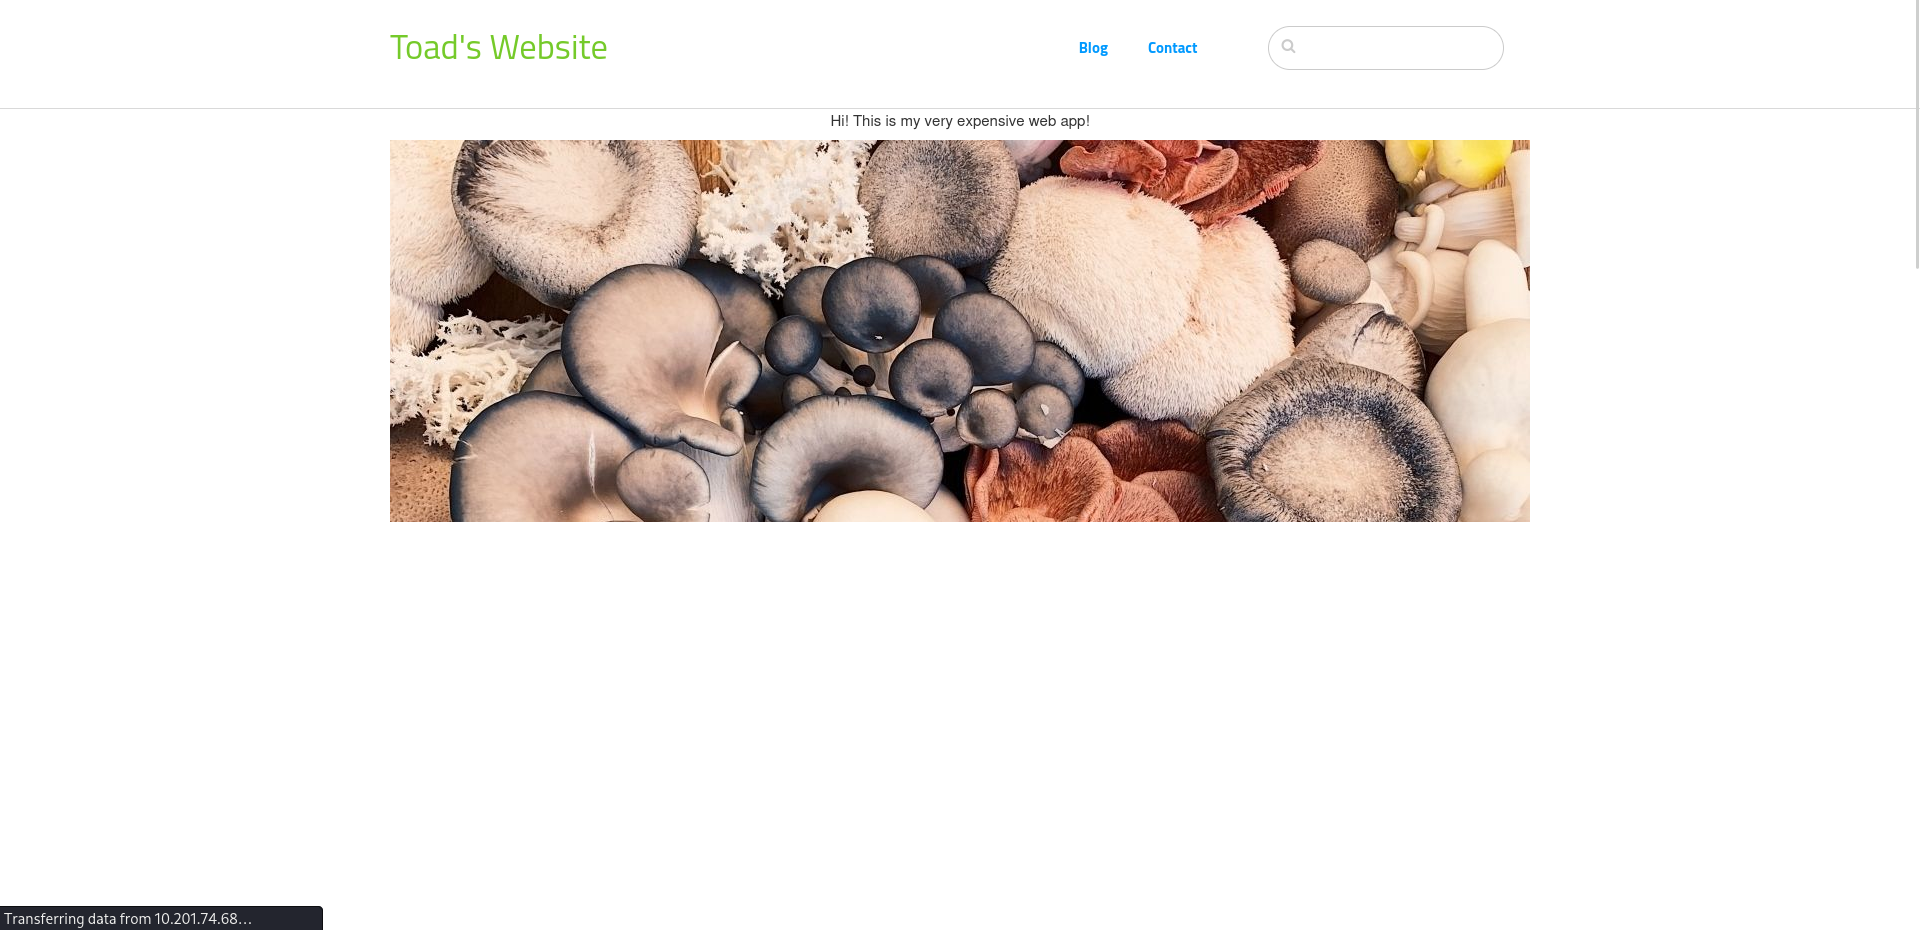 Toad's Website
Blog
Contact
Hi! This is my very expensive web app!
Transferring data from 10.201.74.68...